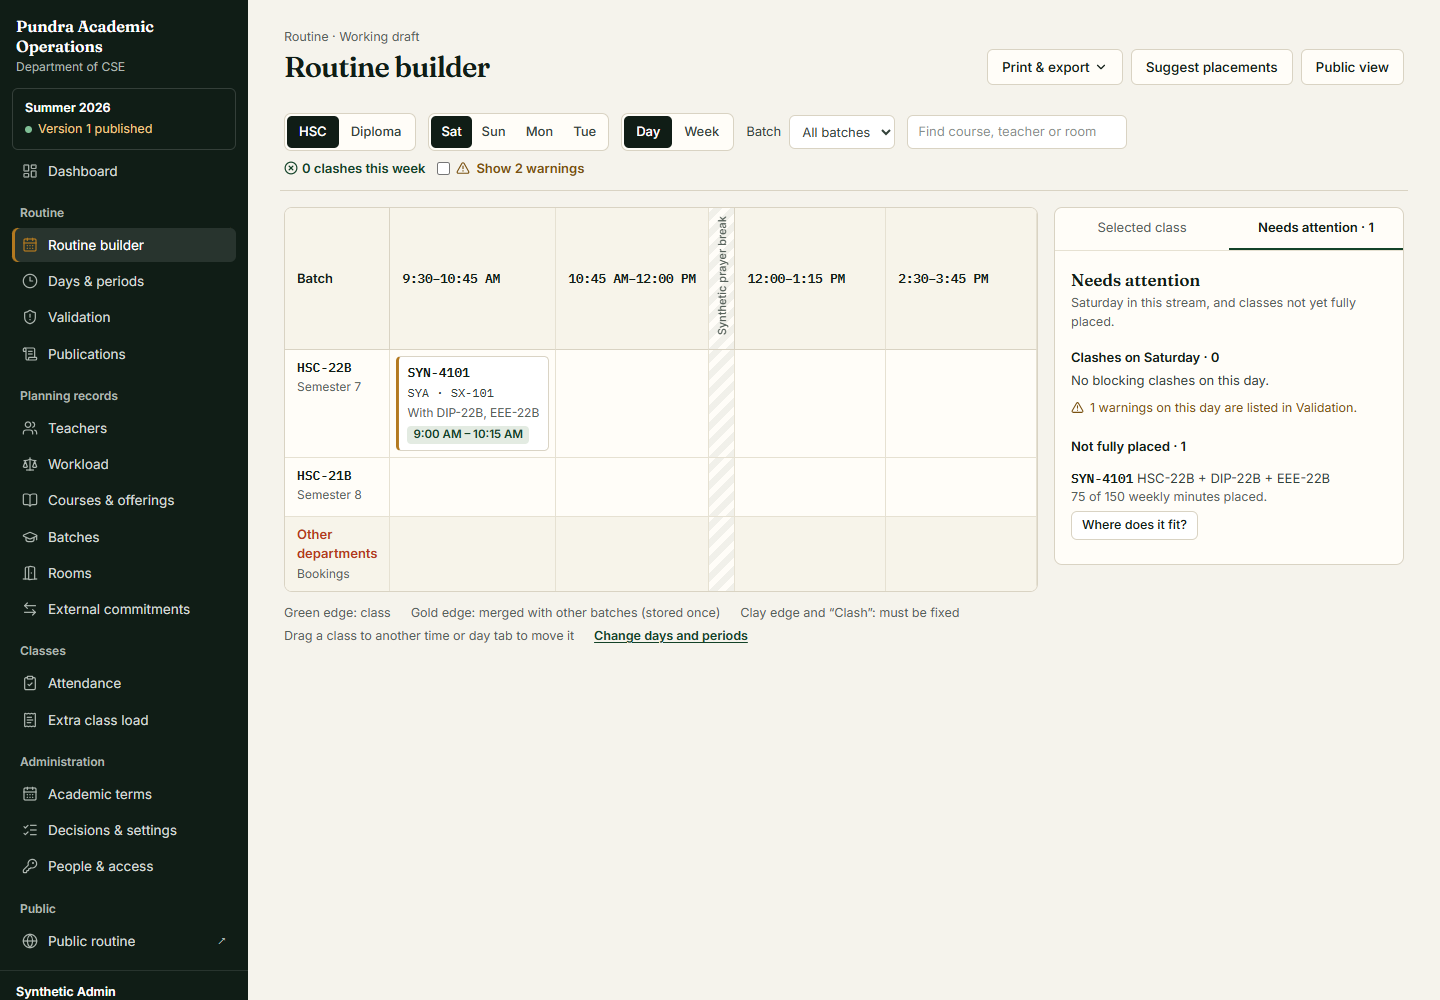 Pundra Academic
Operations
Department of CSE
Summer 2026
Version 1 published
Dashboard
Routine
Routine builder
Days & periods
Validation
Publications
Planning records
Teachers
Workload
Courses & offerings
Batches
Rooms
External commitments
Classes
Attendance
Extra class load
Administration
Academic terms
Decisions & settings
People & access
Public
Public routine ↗
Synthetic Admin
Routine · Working draft
Routine builder
Print & export
Suggest placements
Public view
HSC Diploma
Sat Sun Mon Tue
Day Week
Batch All batches
Find course, teacher or room
0 clashes this week
Show 2 warnings
Batch 9:30–10:45 AM 10:45 AM–12:00 PM Synthetic prayer break 12:00–1:15 PM 2:30–3:45 PM
HSC-22B
Semester 7
SYN-4101
SYA · SX-101
With DIP-22B, EEE-22B
9:00 AM – 10:15 AM
HSC-21B
Semester 8
Other
departments
Bookings
Green edge: class Gold edge: merged with other batches (stored once) Clay edge and “Clash”: must be fixed
Drag a class to another time or day tab to move it Change days and periods
Selected class Needs attention · 1
Needs attention
Saturday in this stream, and classes not yet fully
placed.
Clashes on Saturday · 0
No blocking clashes on this day.
1 warnings on this day are listed in Validation.
Not fully placed · 1
SYN-4101 HSC-22B + DIP-22B + EEE-22B
75 of 150 weekly minutes placed.
Where does it fit?